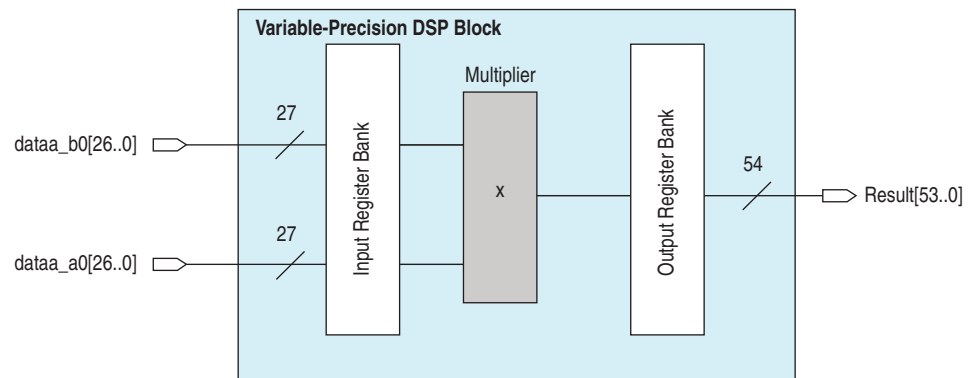 Variable-Precision DSP Block
Multiplier
27
dataa_b0[26..0]
Input Register Bank
x
Output Register Bank
54
Result[53..0]
27
dataa_a0[26..0]